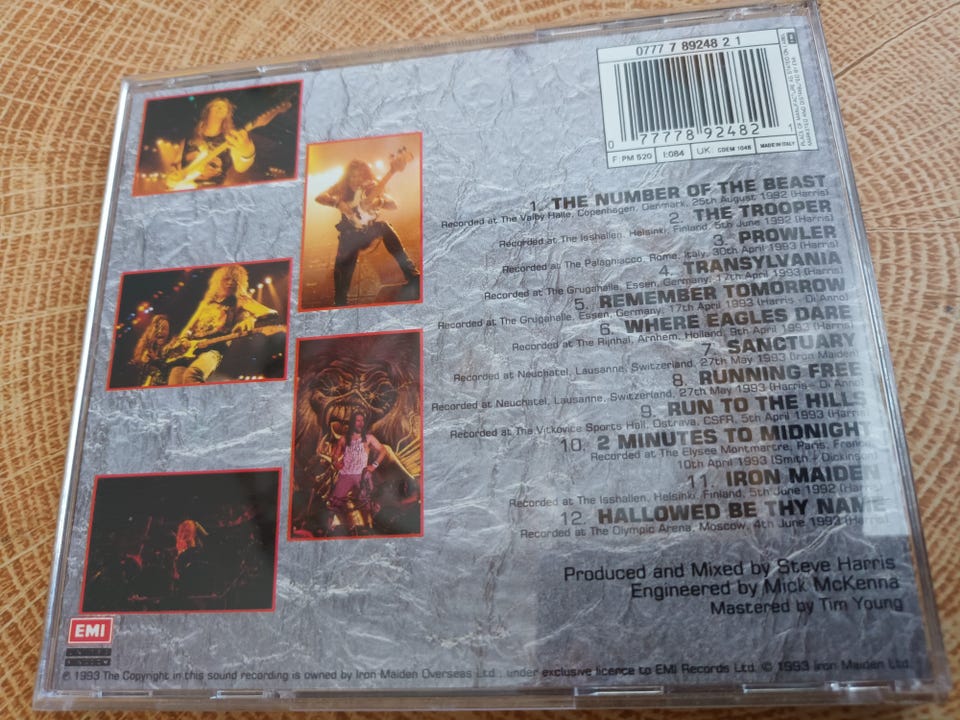 0777 7 89248 2 1
0 77778 92482 1
F: PM 520
I: 084
UK: CDEM 1048
MADE IN ITALY
1. THE NUMBER OF THE BEAST
Recorded at The Valby Halle, Copenhagen, Denmark, 25th August 1992 (Harris)
2. THE TROOPER
Recorded at The Isshallen, Helsinki, Finland, 5th June 1992 (Harris)
3. PROWLER
Recorded at The Palaghiacco, Rome, Italy, 30th April 1993 (Harris)
4. TRANSYLVANIA
Recorded at The Grugahalle, Essen, Germany, 17th April 1993 (Harris)
5. REMEMBER TOMORROW
Recorded at The Grugahalle, Essen, Germany, 17th April 1993 (Harris - Di Anno)
6. WHERE EAGLES DARE
Recorded at The Rijnhal, Arnhem, Holland, 9th April 1993 (Harris)
7. SANCTUARY
Recorded at Neuchatel, Lausanne, Switzerland, 27th May 1993 (Iron Maiden)
8. RUNNING FREE
Recorded at Neuchatel, Lausanne, Switzerland, 27th May 1993 (Harris - Di Anno)
9. RUN TO THE HILLS
Recorded at The Vitkovice Sports Hall, Ostrava, CSFR, 5th April 1993 (Harris)
10. 2 MINUTES TO MIDNIGHT
Recorded at The Elysee Montmartre, Paris, France,
10th April 1993 (Smith - Dickinson)
11. IRON MAIDEN
Recorded at The Isshallen, Helsinki, Finland, 5th June 1992 (Harris)
12. HALLOWED BE THY NAME
Recorded at The Olympic Arena, Moscow, 4th June 1993 (Harris)
Produced and Mixed by Steve Harris
Engineered by Mick McKenna
Mastered by Tim Young
EMI
℗ 1993 The Copyright in this sound recording is owned by Iron Maiden Overseas Ltd., under exclusive licence to EMI Records Ltd. © 1993 Iron Maiden Ltd.